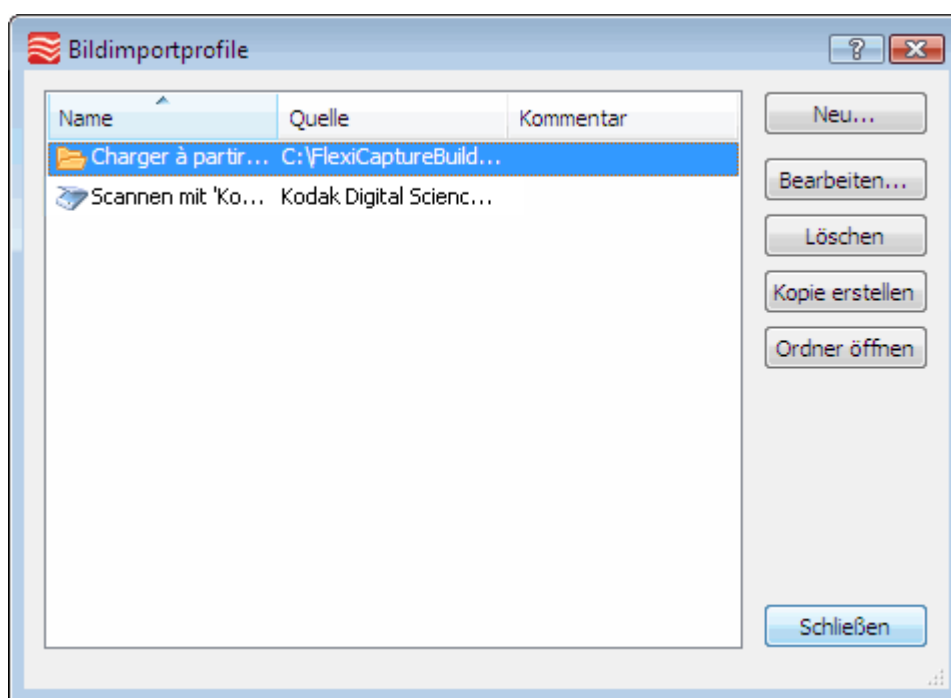 Bildimportprofile
Name Quelle Kommentar
Charger à partir... C:\FlexiCaptureBuild...
Scannen mit 'Ko... Kodak Digital Scienc...
Neu...
Bearbeiten...
Löschen
Kopie erstellen
Ordner öffnen
Schließen